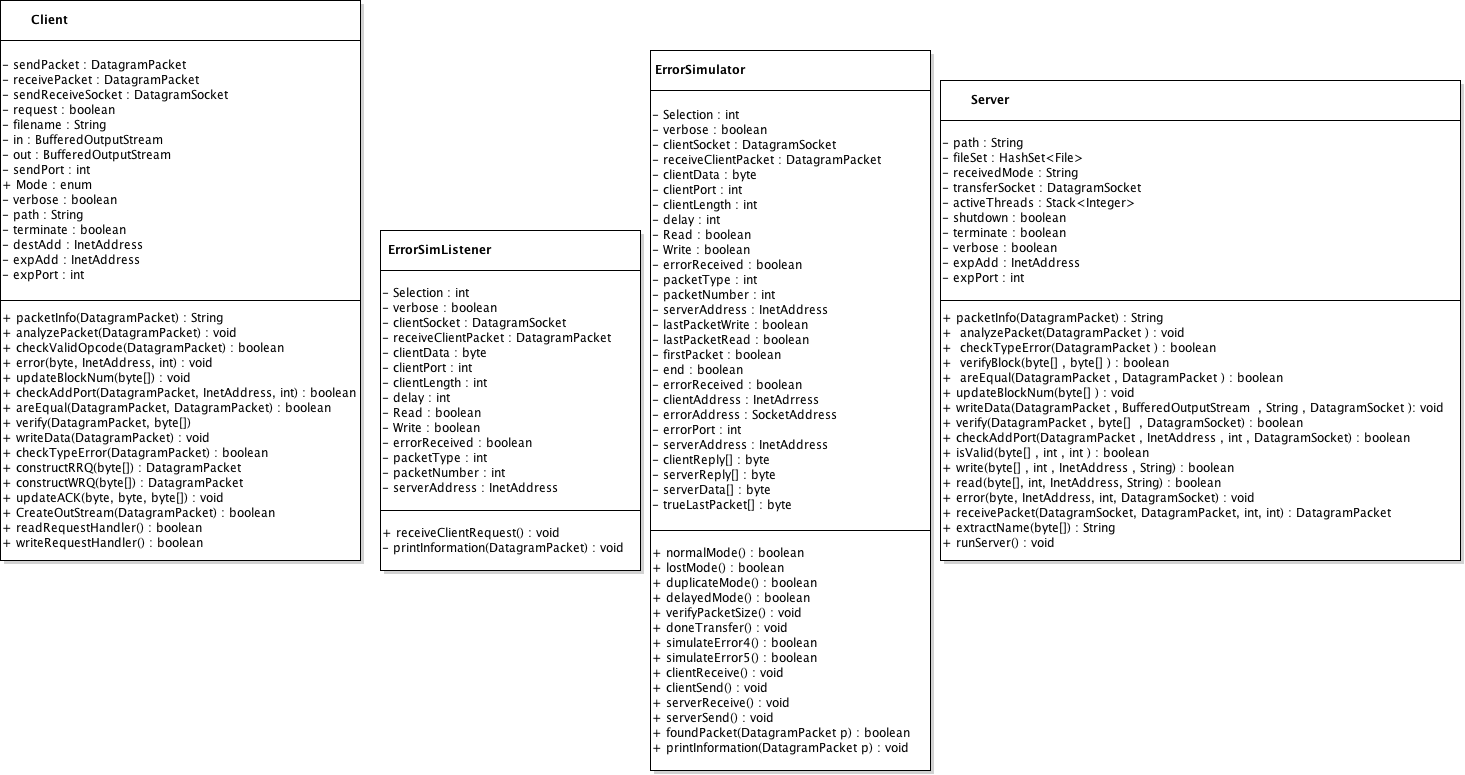 Client
- sendPacket : DatagramPacket
- receivePacket : DatagramPacket
- sendReceiveSocket : DatagramSocket
- request : boolean
- filename : String
- in : BufferedOutputStream
- out : BufferedOutputStream
- sendPort : int
+ Mode : enum
- verbose : boolean
- path : String
- terminate : boolean
- destAdd : InetAddress
- expAdd : InetAddress
- expPort : int
+ packetInfo(DatagramPacket) : String
+ analyzePacket(DatagramPacket) : void
+ checkValidOpcode(DatagramPacket) : boolean
+ error(byte, InetAddress, int) : void
+ updateBlockNum(byte[]) : void
+ checkAddPort(DatagramPacket, InetAddress, int) : boolean
+ areEqual(DatagramPacket, DatagramPacket) : boolean
+ verify(DatagramPacket, byte[])
+ writeData(DatagramPacket) : void
+ checkTypeError(DatagramPacket) : boolean
+ constructRRQ(byte[]) : DatagramPacket
+ constructWRQ(byte[]) : DatagramPacket
+ updateACK(byte, byte, byte[]) : void
+ CreateOutStream(DatagramPacket) : boolean
+ readRequestHandler() : boolean
+ writeRequestHandler() : boolean
ErrorSimListener
- Selection : int
- verbose : boolean
- clientSocket : DatagramSocket
- receiveClientPacket : DatagramPacket
- clientData : byte
- clientPort : int
- clientLength : int
- delay : int
- Read : boolean
- Write : boolean
- errorReceived : boolean
- packetType : int
- packetNumber : int
- serverAddress : InetAddress
+ receiveClientRequest() : void
- printInformation(DatagramPacket) : void
ErrorSimulator
- Selection : int
- verbose : boolean
- clientSocket : DatagramSocket
- receiveClientPacket : DatagramPacket
- clientData : byte
- clientPort : int
- clientLength : int
- delay : int
- Read : boolean
- Write : boolean
- errorReceived : boolean
- packetType : int
- packetNumber : int
- serverAddress : InetAddress
- lastPacketWrite : boolean
- lastPacketRead : boolean
- firstPacket : boolean
- end : boolean
- errorReceived : boolean
- clientAddress : InetAdrress
- errorAddress : SocketAddress
- errorPort : int
- serverAddress : InetAddress
- clientReply[] : byte
- serverReply[] : byte
- serverData[] : byte
- trueLastPacket[] : byte
+ normalMode() : boolean
+ lostMode() : boolean
+ duplicateMode() : boolean
+ delayedMode() : boolean
+ verifyPacketSize() : void
+ doneTransfer() : void
+ simulateError4() : boolean
+ simulateError5() : boolean
+ clientReceive() : void
+ clientSend() : void
+ serverReceive() : void
+ serverSend() : void
+ foundPacket(DatagramPacket p) : boolean
+ printInformation(DatagramPacket p) : void
Server
- path : String
- fileSet : HashSet<File>
- receivedMode : String
- transferSocket : DatagramSocket
- activeThreads : Stack<Integer>
- shutdown : boolean
- terminate : boolean
- verbose : boolean
- expAdd : InetAddress
- expPort : int
+ packetInfo(DatagramPacket) : String
+ analyzePacket(DatagramPacket ) : void
+ checkTypeError(DatagramPacket ) : boolean
+ verifyBlock(byte[] , byte[] ) : boolean
+ areEqual(DatagramPacket , DatagramPacket ) : boolean
+ updateBlockNum(byte[] ) : void
+ writeData(DatagramPacket , BufferedOutputStream , String , DatagramSocket ): void
+ verify(DatagramPacket , byte[] , DatagramSocket) : boolean
+ checkAddPort(DatagramPacket , InetAddress , int , DatagramSocket) : boolean
+ isValid(byte[] , int , int ) : boolean
+ write(byte[] , int , InetAddress , String) : boolean
+ read(byte[], int, InetAddress, String) : boolean
+ error(byte, InetAddress, int, DatagramSocket) : void
+ receivePacket(DatagramSocket, DatagramPacket, int, int) : DatagramPacket
+ extractName(byte[]) : String
+ runServer() : void